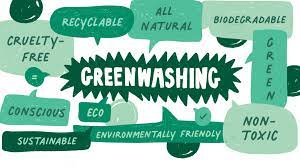 RECYCLABLE
ALL
NATURAL
BIODEGRADABLE
CRUELTY-
FREE
GREENWASHING
GREEN
=
CONSCIOUS
ECO
NON-
TOXIC
SUSTAINABLE
ENVIRONMENTALLY FRIENDLY